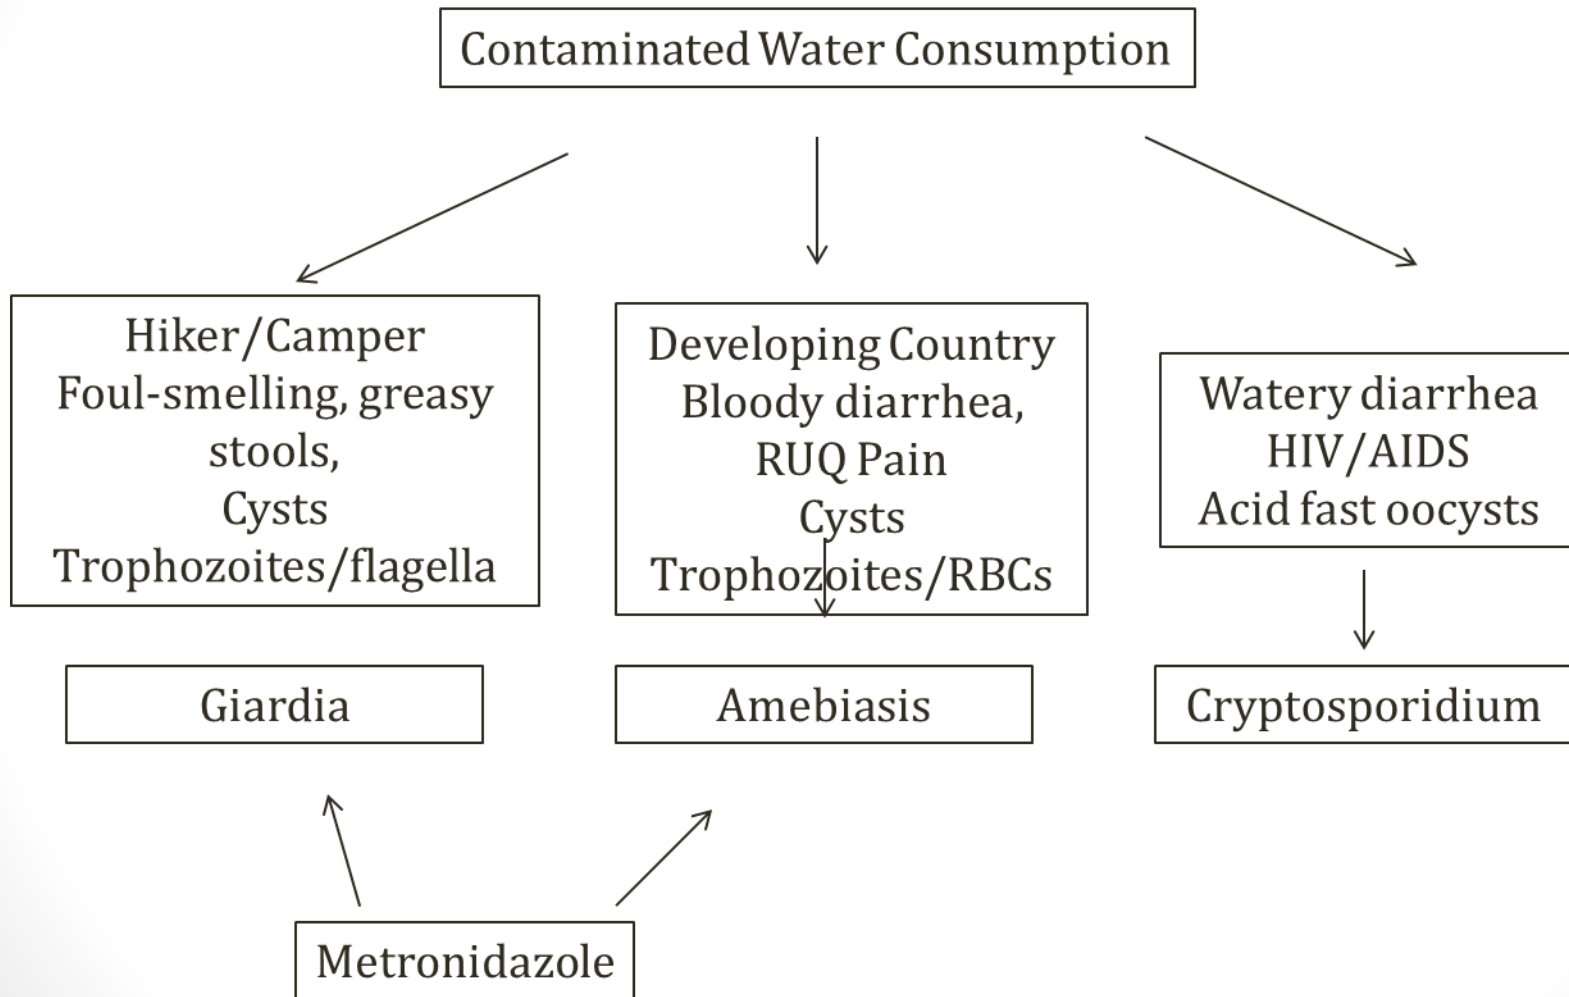 Contaminated Water Consumption
Hiker/Camper
Foul-smelling, greasy
stools,
Cysts
Trophozoites/flagella
Developing Country
Bloody diarrhea,
RUQ Pain
Cysts
Trophozoites/RBCs
Watery diarrhea
HIV/AIDS
Acid fast oocysts
Giardia
Amebiasis
Cryptosporidium
Metronidazole